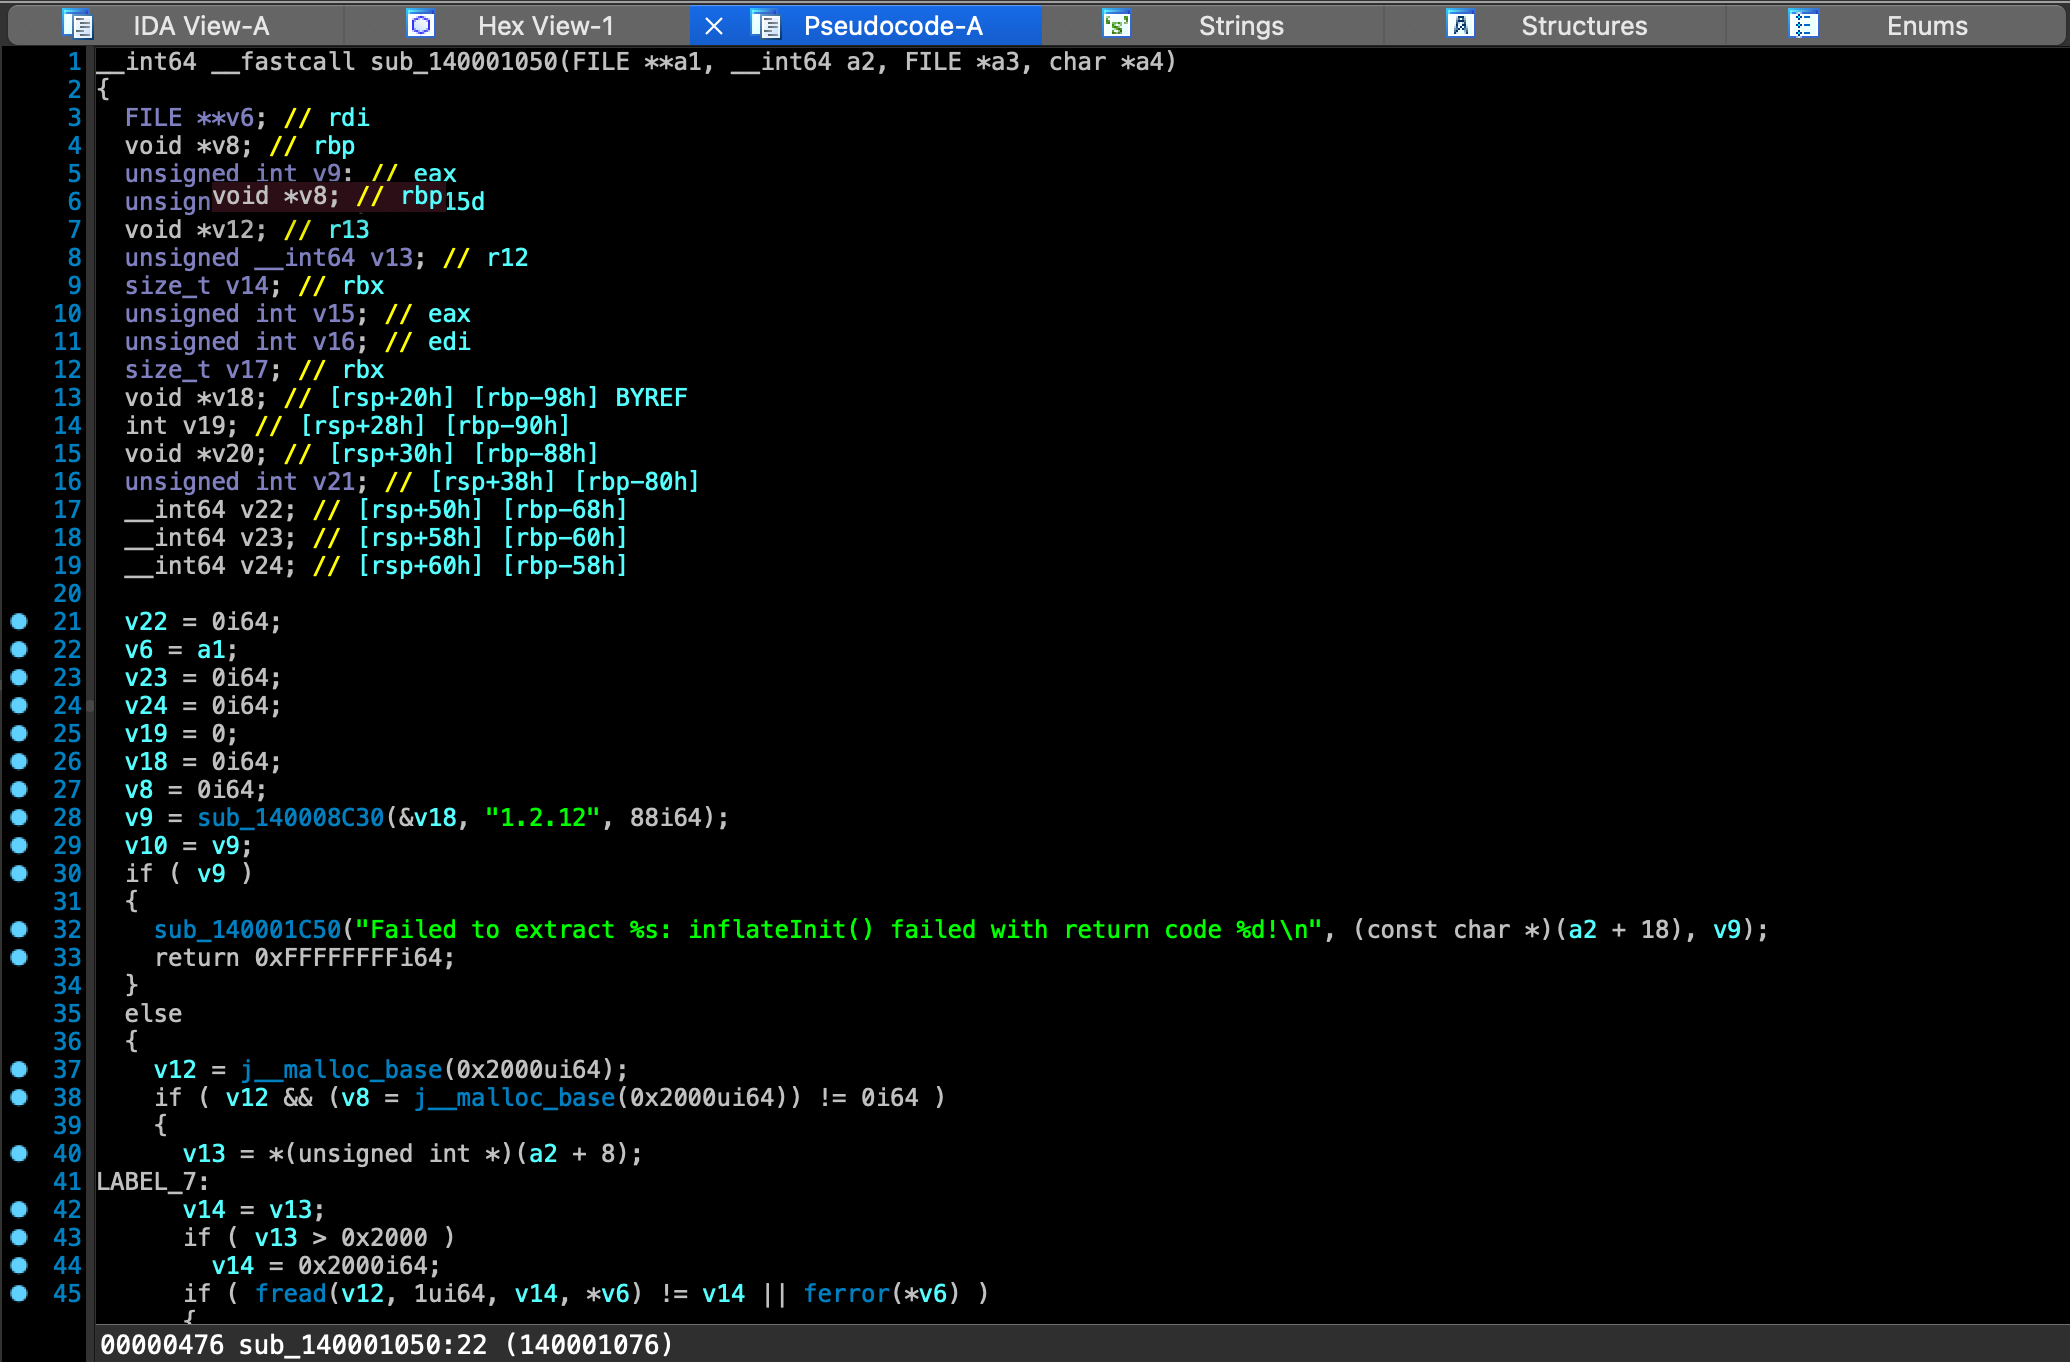 IDA View-A Hex View-1 Pseudocode-A Strings Structures Enums
1 __int64 __fastcall sub_140001050(FILE **a1, __int64 a2, FILE *a3, char *a4)
2 {
3 FILE **v6; // rdi
4 void *v8; // rbp
5 unsigned int v9; // eax
void *v8; // rbp
6 unsign 15d
7 void *v12; // r13
8 unsigned __int64 v13; // r12
9 size_t v14; // rbx
10 unsigned int v15; // eax
11 unsigned int v16; // edi
12 size_t v17; // rbx
13 void *v18; // [rsp+20h] [rbp-98h] BYREF
14 int v19; // [rsp+28h] [rbp-90h]
15 void *v20; // [rsp+30h] [rbp-88h]
16 unsigned int v21; // [rsp+38h] [rbp-80h]
17 __int64 v22; // [rsp+50h] [rbp-68h]
18 __int64 v23; // [rsp+58h] [rbp-60h]
19 __int64 v24; // [rsp+60h] [rbp-58h]
20
21 v22 = 0i64;
22 v6 = a1;
23 v23 = 0i64;
24 v24 = 0i64;
25 v19 = 0;
26 v18 = 0i64;
27 v8 = 0i64;
28 v9 = sub_140008C30(&v18, "1.2.12", 88i64);
29 v10 = v9;
30 if ( v9 )
31 {
32 sub_140001C50("Failed to extract %s: inflateInit() failed with return code %d!\n", (const char *)(a2 + 18), v9);
33 return 0xFFFFFFFFi64;
34 }
35 else
36 {
37 v12 = j__malloc_base(0x2000ui64);
38 if ( v12 && (v8 = j__malloc_base(0x2000ui64)) != 0i64 )
39 {
40 v13 = *(unsigned int *)(a2 + 8);
41 LABEL_7:
42 v14 = v13;
43 if ( v13 > 0x2000 )
44 v14 = 0x2000i64;
45 if ( fread(v12, 1ui64, v14, *v6) != v14 || ferror(*v6) )
{
00000476 sub_140001050:22 (140001076)